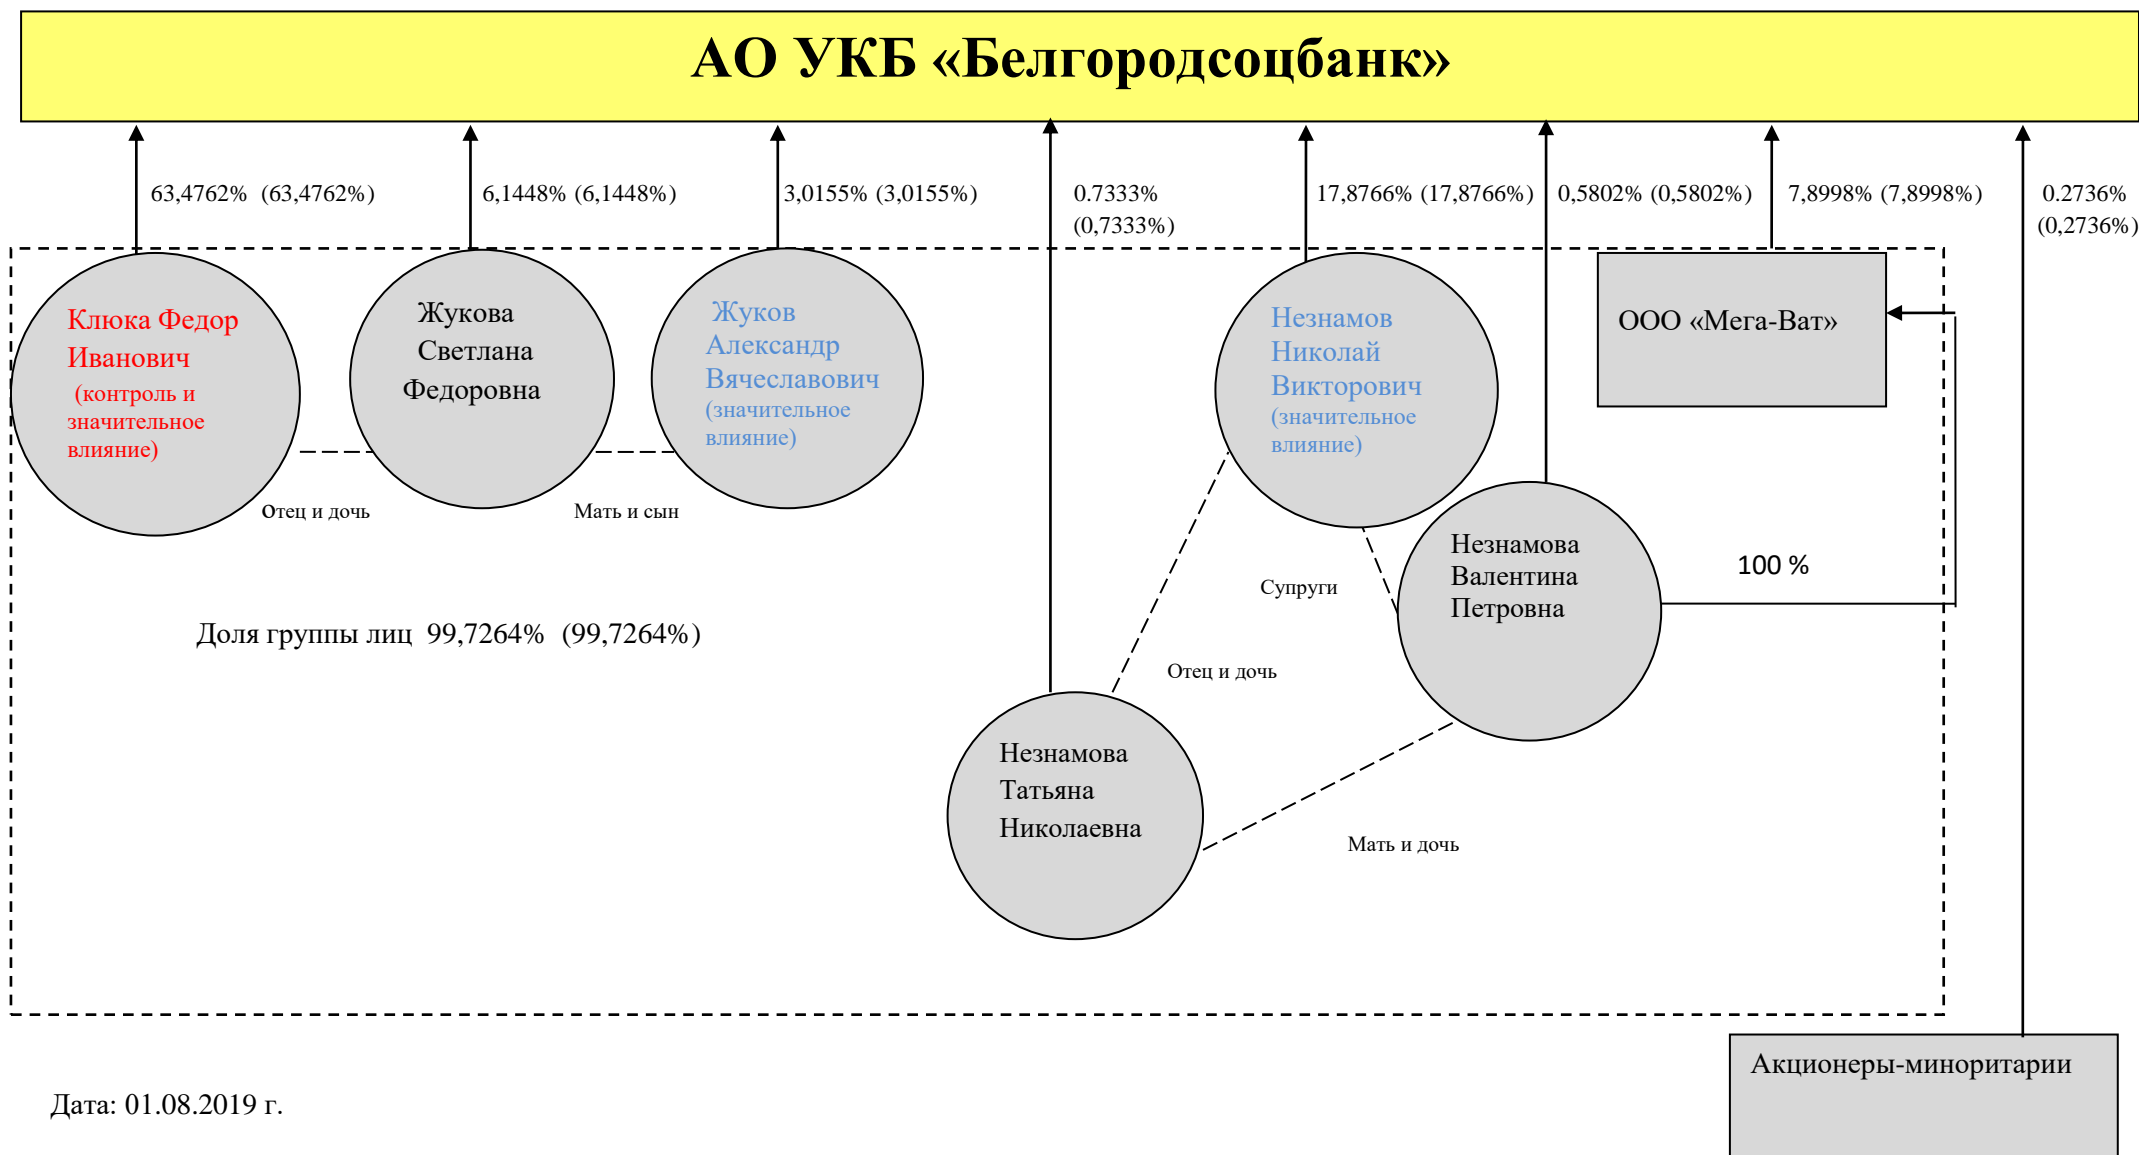 АО УКБ «Белгородсоцбанк»
63,4762% (63,4762%)
6,1448% (6,1448%)
3,0155% (3,0155%)
0.7333%
(0,7333%)
17,8766% (17,8766%)
0,5802% (0,5802%)
7,8998% (7,8998%)
0.2736%
(0,2736%)
Клюка Федор
Иванович
(контроль и
значительное
влияние)
Жукова
Светлана
Федоровна
Жуков
Александр
Вячеславович
(значительное
влияние)
Незнамов
Николай
Викторович
(значительное
влияние)
ООО «Мега-Ват»
Отец и дочь
Мать и сын
Незнамова
Валентина
Петровна
100 %
Супруги
Доля группы лиц 99,7264% (99,7264%)
Отец и дочь
Незнамова
Татьяна
Николаевна
Мать и дочь
Акционеры-миноритарии
Дата: 01.08.2019 г.